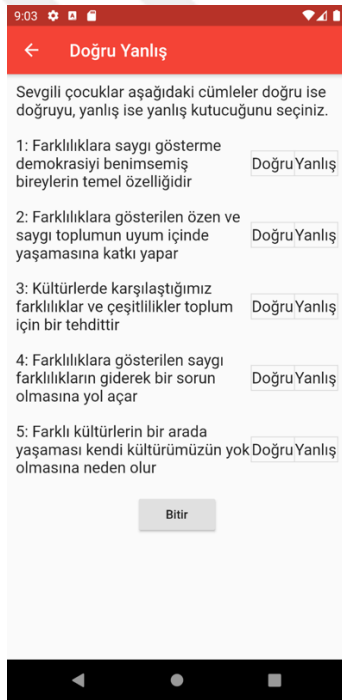 9:03
Doğru Yanlış
Sevgili çocuklar aşağıdaki cümleler doğru ise
doğruyu, yanlış ise yanlış kutucuğunu seçiniz.
1: Farklılıklara saygı gösterme
demokrasiyi benimsemiş
bireylerin temel özelliğidir
Doğru Yanlış
2: Farklılıklara gösterilen özen ve
saygı toplumun uyum içinde
yaşamasına katkı yapar
Doğru Yanlış
3: Kültürlerde karşılaştığımız
farklılıklar ve çeşitlilikler toplum
için bir tehdittir
Doğru Yanlış
4: Farklılıklara gösterilen saygı
farklılıkların giderek bir sorun
olmasına yol açar
Doğru Yanlış
5: Farklı kültürlerin bir arada
yaşaması kendi kültürümüzün yok
olmasına neden olur
Doğru Yanlış
Bitir